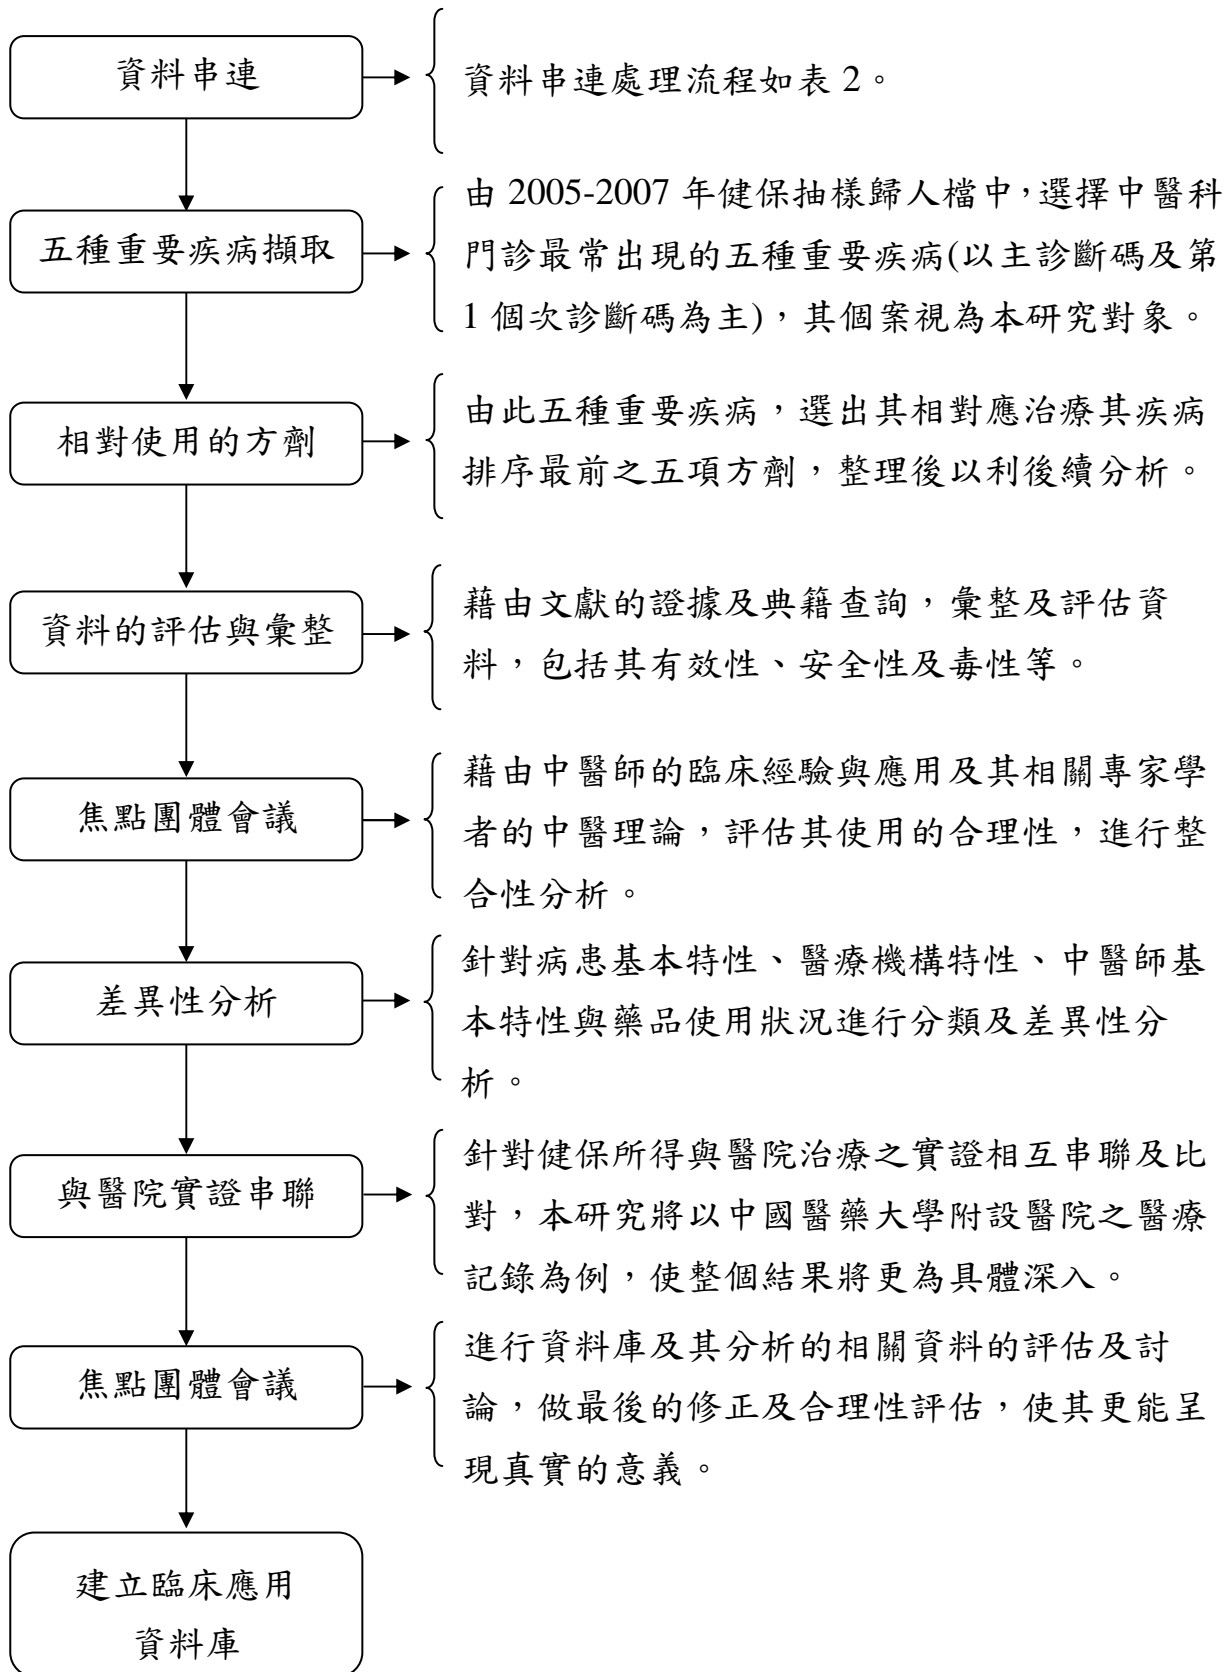 資料串連
資料串連處理流程如表 2。
五種重要疾病擷取
由 2005-2007 年健保抽樣歸人檔中,選擇中醫科
門診最常出現的五種重要疾病(以主診斷碼及第
1 個次診斷碼為主),其個案視為本研究對象。
相對使用的方劑
由此五種重要疾病,選出其相對應治療其疾病
排序最前之五項方劑,整理後以利後續分析。
資料的評估與彙整
藉由文獻的證據及典籍查詢,彙整及評估資
料,包括其有效性、安全性及毒性等。
焦點團體會議
藉由中醫師的臨床經驗與應用及其相關專家學
者的中醫理論,評估其使用的合理性,進行整
合性分析。
差異性分析
針對病患基本特性、醫療機構特性、中醫師基
本特性與藥品使用狀況進行分類及差異性分
析。
與醫院實證串聯
針對健保所得與醫院治療之實證相互串聯及比
對,本研究將以中國醫藥大學附設醫院之醫療
記錄為例,使整個結果將更為具體深入。
焦點團體會議
進行資料庫及其分析的相關資料的評估及討
論,做最後的修正及合理性評估,使其更能呈
現真實的意義。
建立臨床應用
資料庫